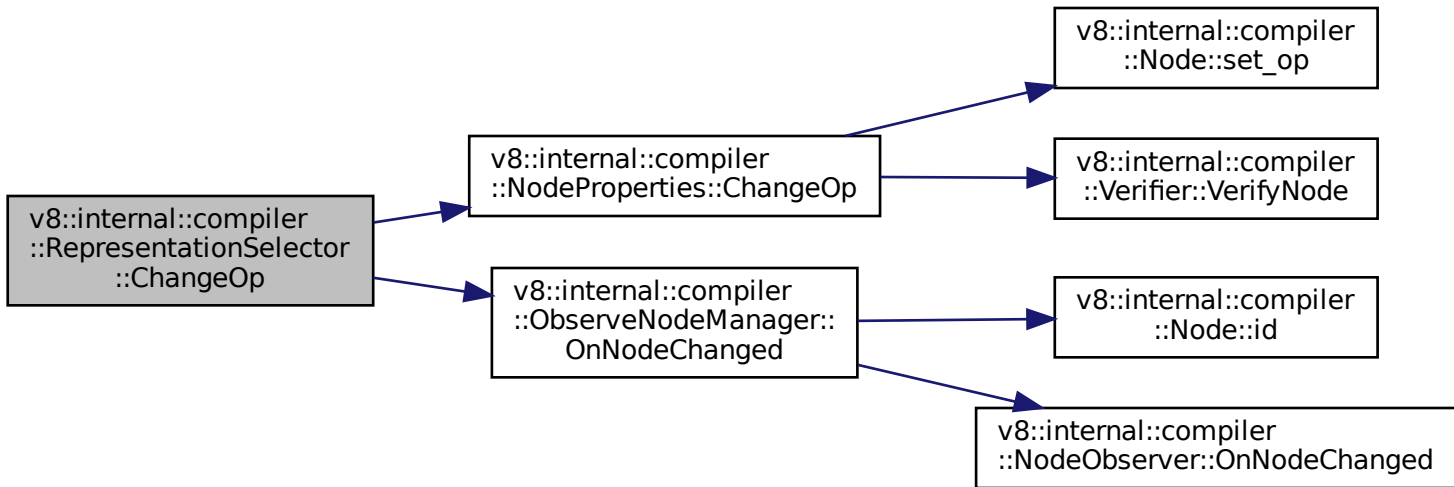 v8::internal::compiler
::RepresentationSelector
::ChangeOp
v8::internal::compiler
::NodeProperties::ChangeOp
v8::internal::compiler
::ObserveNodeManager::
OnNodeChanged
v8::internal::compiler
::Node::set_op
v8::internal::compiler
::Verifier::VerifyNode
v8::internal::compiler
::Node::id
v8::internal::compiler
::NodeObserver::OnNodeChanged